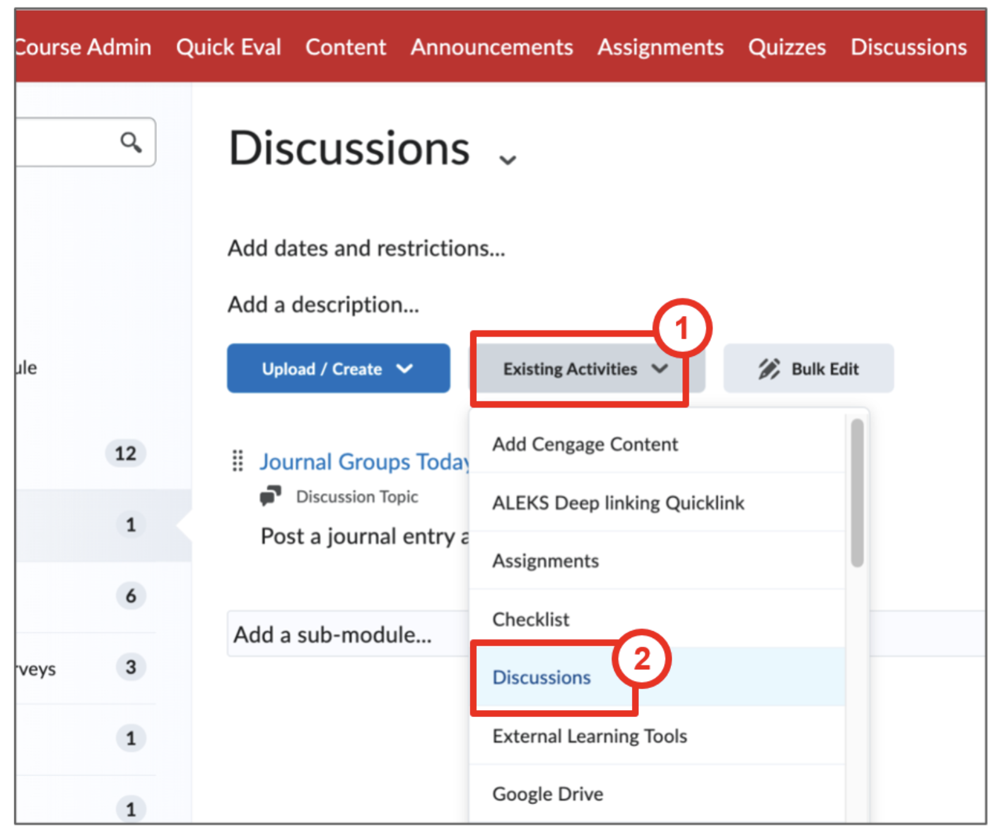 Course Admin Quick Eval Content Announcements Assignments Quizzes Discussions
Discussions
Add dates and restrictions...
Add a description...
1
Upload / Create Existing Activities Bulk Edit
ule
Add Cengage Content
12
Journal Groups Today
Discussion Topic
ALEKS Deep linking Quicklink
1
Post a journal entry a
Assignments
6
Checklist
Add a sub-module...
2
rveys 3
Discussions
1
External Learning Tools
Google Drive
1